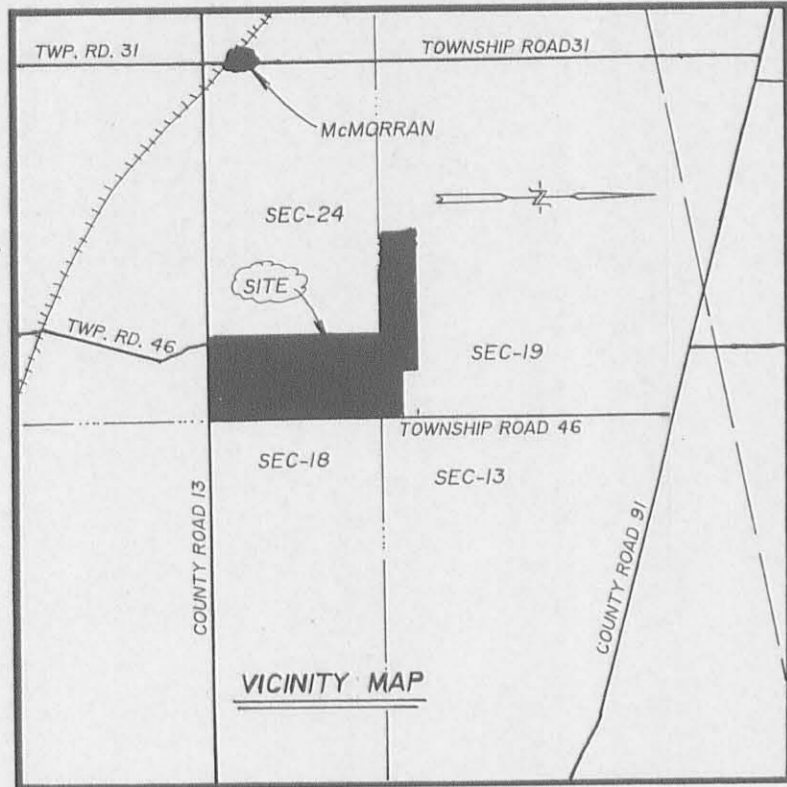 TWP. RD. 31
TOWNSHIP ROAD31
McMORRAN
SEC-24
N
SITE
TWP. RD. 46
SEC-19
TOWNSHIP ROAD 46
SEC-18
SEC-13
COUNTY ROAD 13
COUNTY ROAD 91
VICINITY MAP